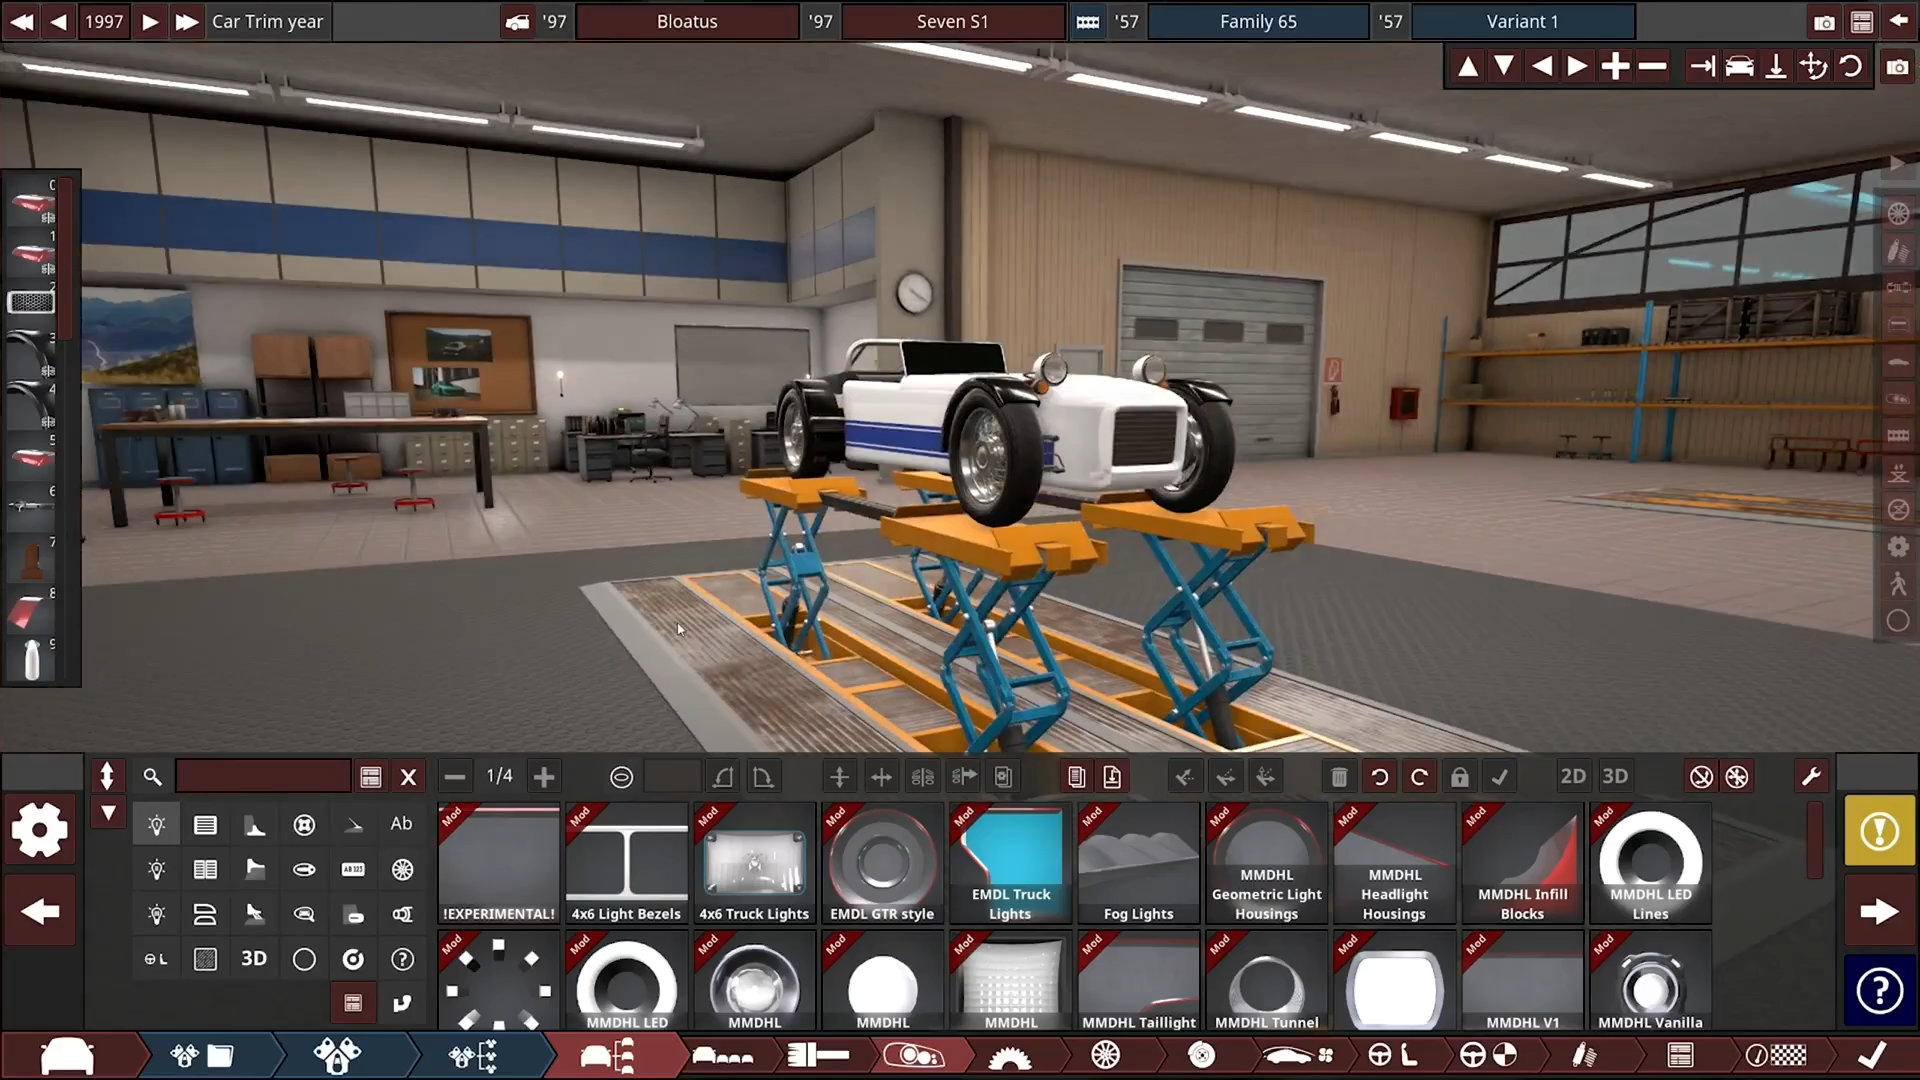 1997 Car Trim year '97 Bloatus '97 Seven S1 '57 Family 65 '57 Variant 1
0
1
2
3
4
5
6
7
8
9
1/4 2D 3D
Ab
AB 123
L
3D
Mod !EXPERIMENTAL!
Mod 4x6 Light Bezels
Mod 4x6 Truck Lights
Mod EMDL GTR style
Mod EMDL Truck Lights
Mod Fog Lights
Mod MMDHL Geometric Light Housings
Mod MMDHL Headlight Housings
Mod MMDHL Infill Blocks
Mod MMDHL LED Lines
Mod
Mod MMDHL LED
Mod MMDHL
Mod MMDHL
Mod MMDHL
Mod MMDHL Taillight
Mod MMDHL Tunnel
Mod
Mod MMDHL V1
Mod MMDHL Vanilla